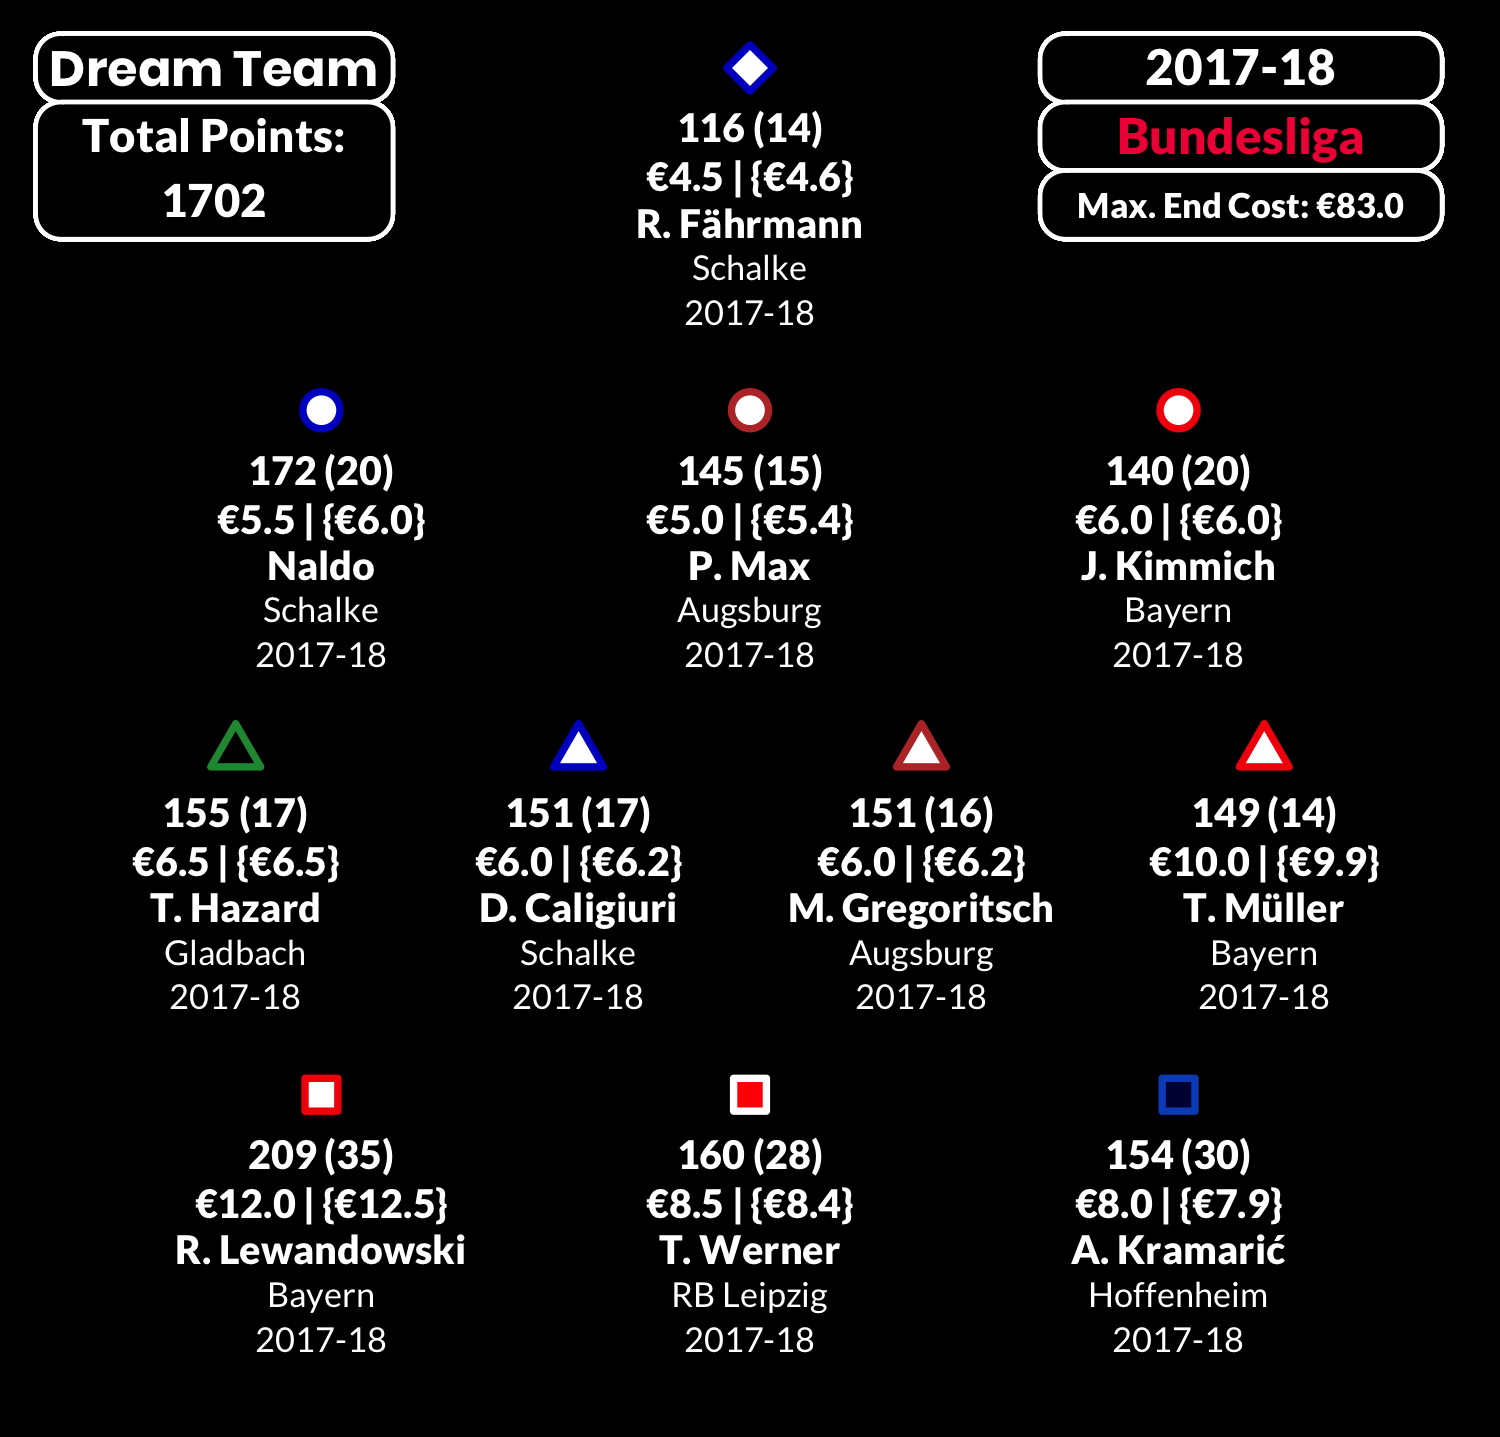 Dream Team
Total Points:
1702
2017-18
Bundesliga
Max. End Cost: €83.0
116 (14)
€4.5 | {€4.6}
R. Fährmann
Schalke
2017-18
172 (20)
€5.5 | {€6.0}
Naldo
Schalke
2017-18
145 (15)
€5.0 | {€5.4}
P. Max
Augsburg
2017-18
140 (20)
€6.0 | {€6.0}
J. Kimmich
Bayern
2017-18
155 (17)
€6.5 | {€6.5}
T. Hazard
Gladbach
2017-18
151 (17)
€6.0 | {€6.2}
D. Caligiuri
Schalke
2017-18
151 (16)
€6.0 | {€6.2}
M. Gregoritsch
Augsburg
2017-18
149 (14)
€10.0 | {€9.9}
T. Müller
Bayern
2017-18
209 (35)
€12.0 | {€12.5}
R. Lewandowski
Bayern
2017-18
160 (28)
€8.5 | {€8.4}
T. Werner
RB Leipzig
2017-18
154 (30)
€8.0 | {€7.9}
A. Kramarić
Hoffenheim
2017-18